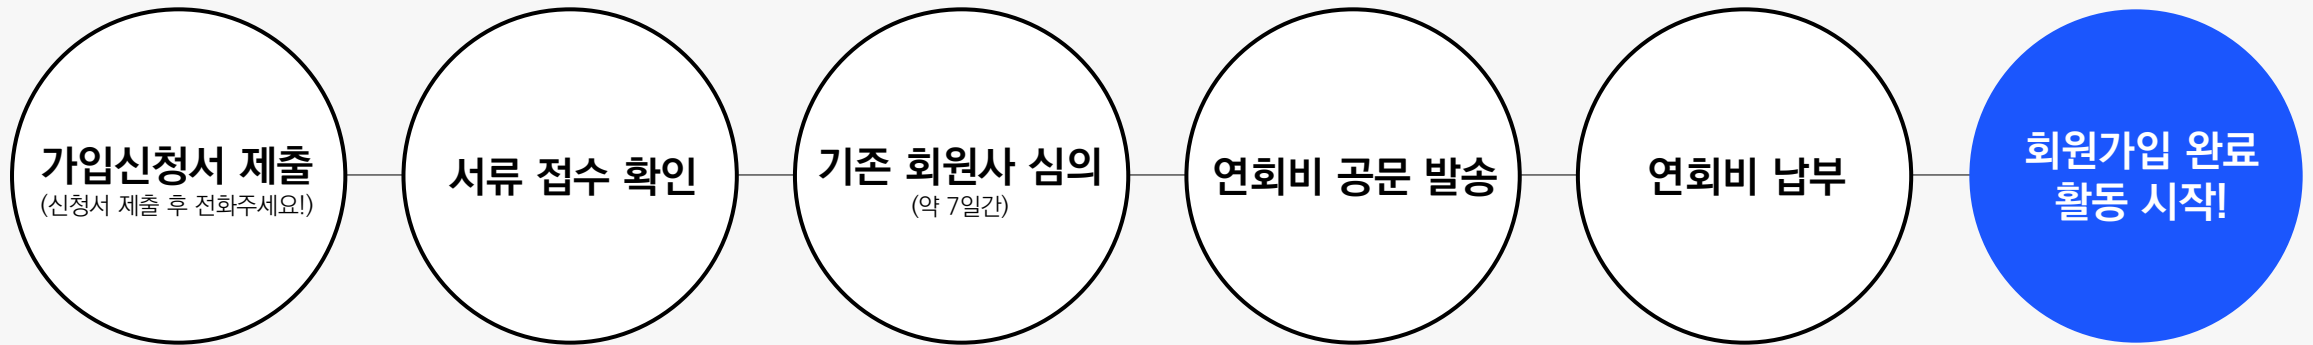 가입신청서 제출
(신청서 제출 후 전화주세요!)
서류 접수 확인
기존 회원사 심의
(약 7일간)
연회비 공문 발송
연회비 납부
회원가입 완료
활동 시작!